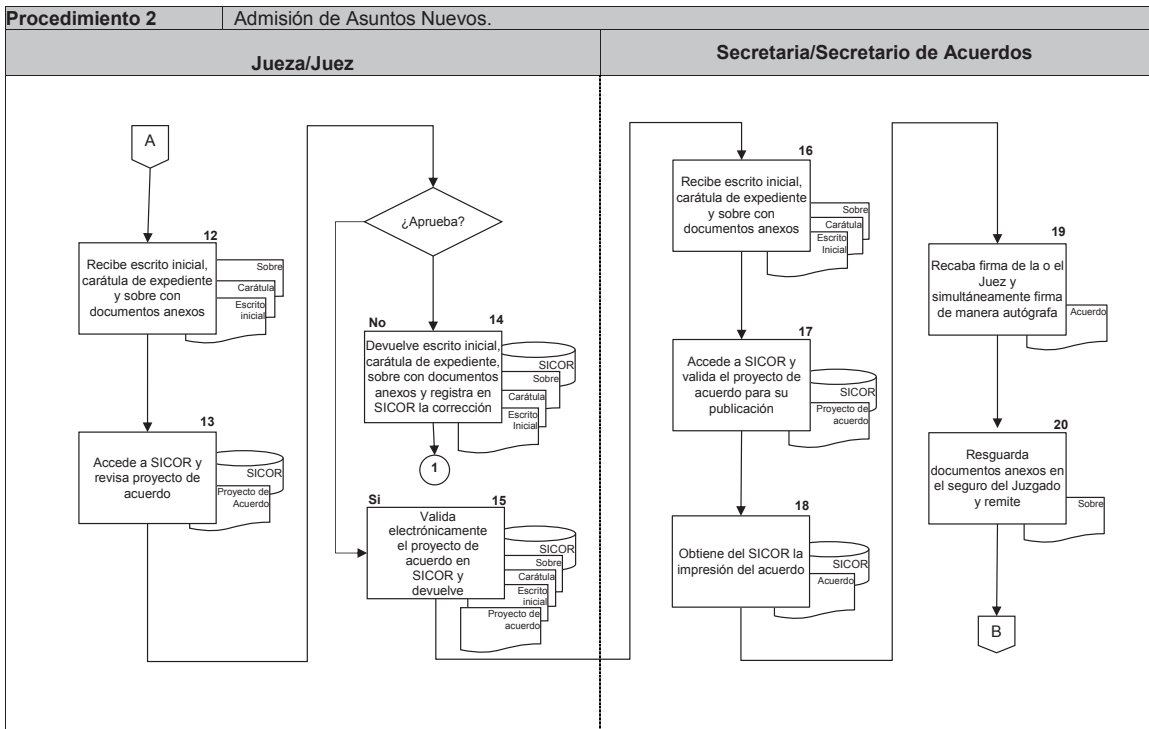 Procedimiento 2
Admisión de Asuntos Nuevos.
Jueza/Juez
Secretaria/Secretario de Acuerdos
A
12
Recibe escrito inicial,
carátula de expediente
y sobre con
documentos anexos
Sobre
Carátula
Escrito
inicial
13
Accede a SICOR y
revisa proyecto de
acuerdo
SICOR
Proyecto de
Acuerdo
¿Aprueba?
No
14
Devuelve escrito inicial,
carátula de expediente,
sobre con documentos
anexos y registra en
SICOR la corrección
SICOR
Sobre
Carátula
Escrito
Inicial
1
Si
15
Valida
electrónicamente
el proyecto de
acuerdo en
SICOR y
devuelve
SICOR
Sobre
Carátula
Escrito
inicial
Proyecto de
acuerdo
16
Recibe escrito inicial,
carátula de expediente
y sobre con
documentos anexos
Sobre
Carátula
Escrito
Inicial
17
Accede a SICOR y
valida el proyecto de
acuerdo para su
publicación
SICOR
Proyecto de
acuerdo
18
Obtiene del SICOR la
impresión del acuerdo
SICOR
Acuerdo
19
Recaba firma de la o el
Juez y
simultáneamente firma
de manera autógrafa
Acuerdo
20
Resguarda
documentos anexos en
el seguro del Juzgado
y remite
Sobre
B